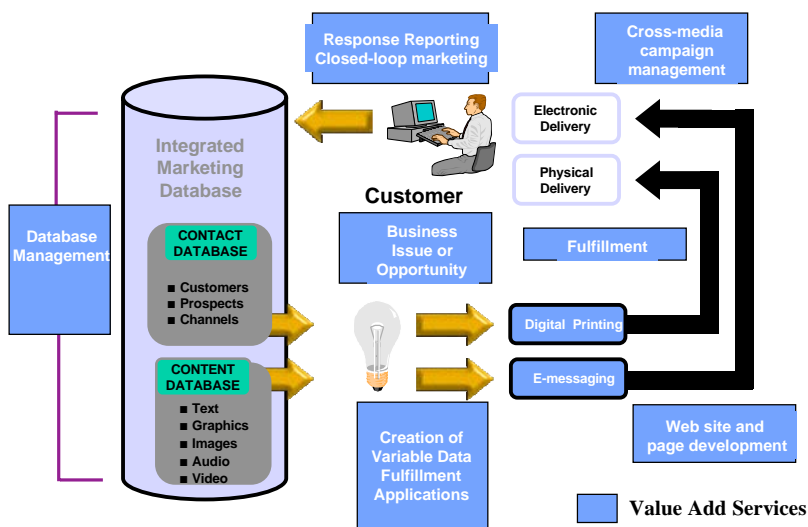 Response Reporting
Closed-loop marketing
Cross-media
campaign
management
Integrated
Marketing
Database
Electronic
Delivery
Physical
Delivery
Customer
Database
Management
CONTACT
DATABASE
■ Customers
■ Prospects
■ Channels
Business
Issue or
Opportunity
Fulfillment
Digital Printing
E-messaging
CONTENT
DATABASE
■ Text
■ Graphics
■ Images
■ Audio
■ Video
Creation of
Variable Data
Fulfillment
Applications
Web site and
page development
Value Add Services